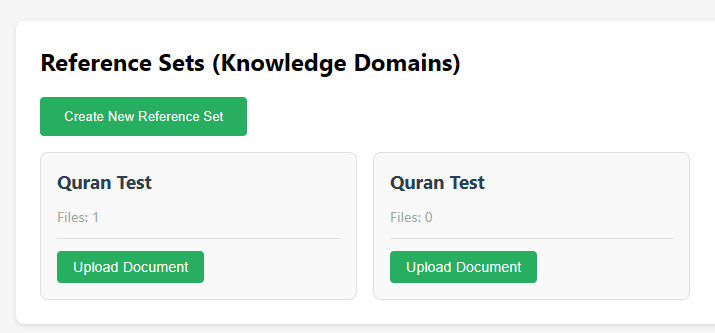 Reference Sets (Knowledge Domains)
Create New Reference Set
Quran Test
Files: 1
Upload Document
Quran Test
Files: 0
Upload Document